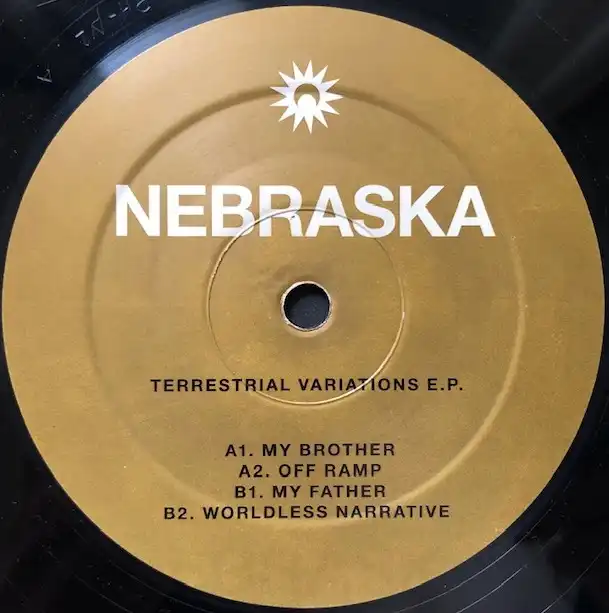 NEBRASKA
TERRESTRIAL VARIATIONS E.P.
A1. MY BROTHER
A2. OFF RAMP
B1. MY FATHER
B2. WORLDLESS NARRATIVE